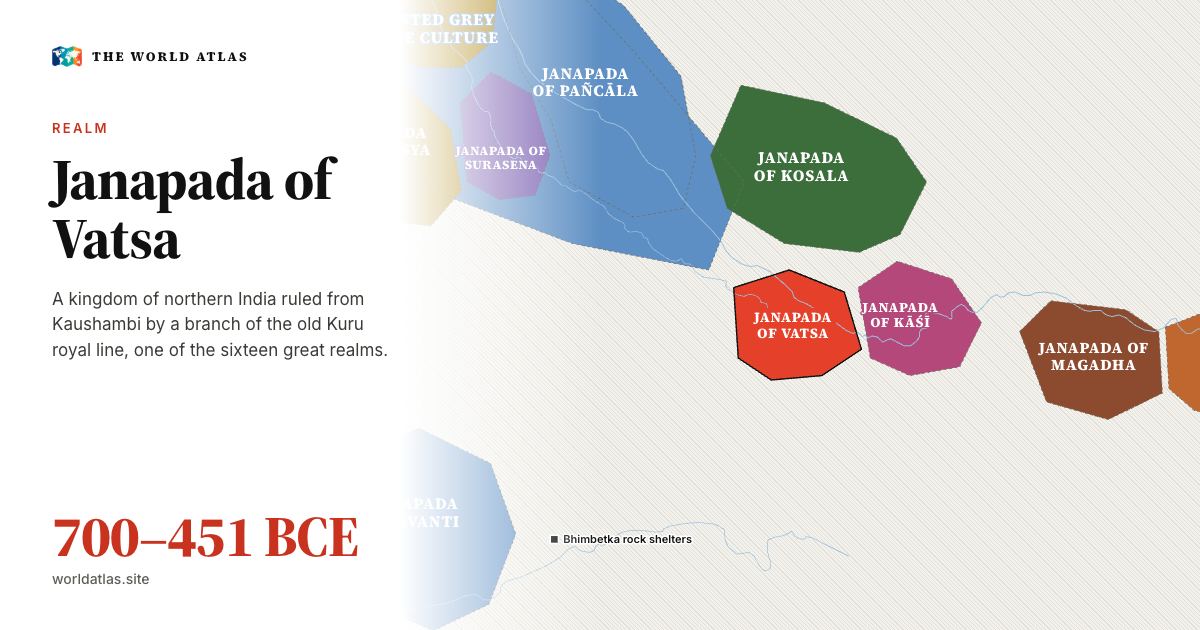 THE WORLD ATLAS
REALM
Janapada of
Vatsa
A kingdom of northern India ruled from
Kaushambi by a branch of the old Kuru
royal line, one of the sixteen great realms.
700–451 BCE
worldatlas.site
GREY
CULTURE
JANAPADA
OF PAÑCĀLA
JANAPADA OF
SURASENA
JANAPADA
OF KOSALA
JANAPADA
OF VATSA
JANAPADA
OF KĀŚĪ
JANAPADA OF
MAGADHA
Bhimbetka rock shelters